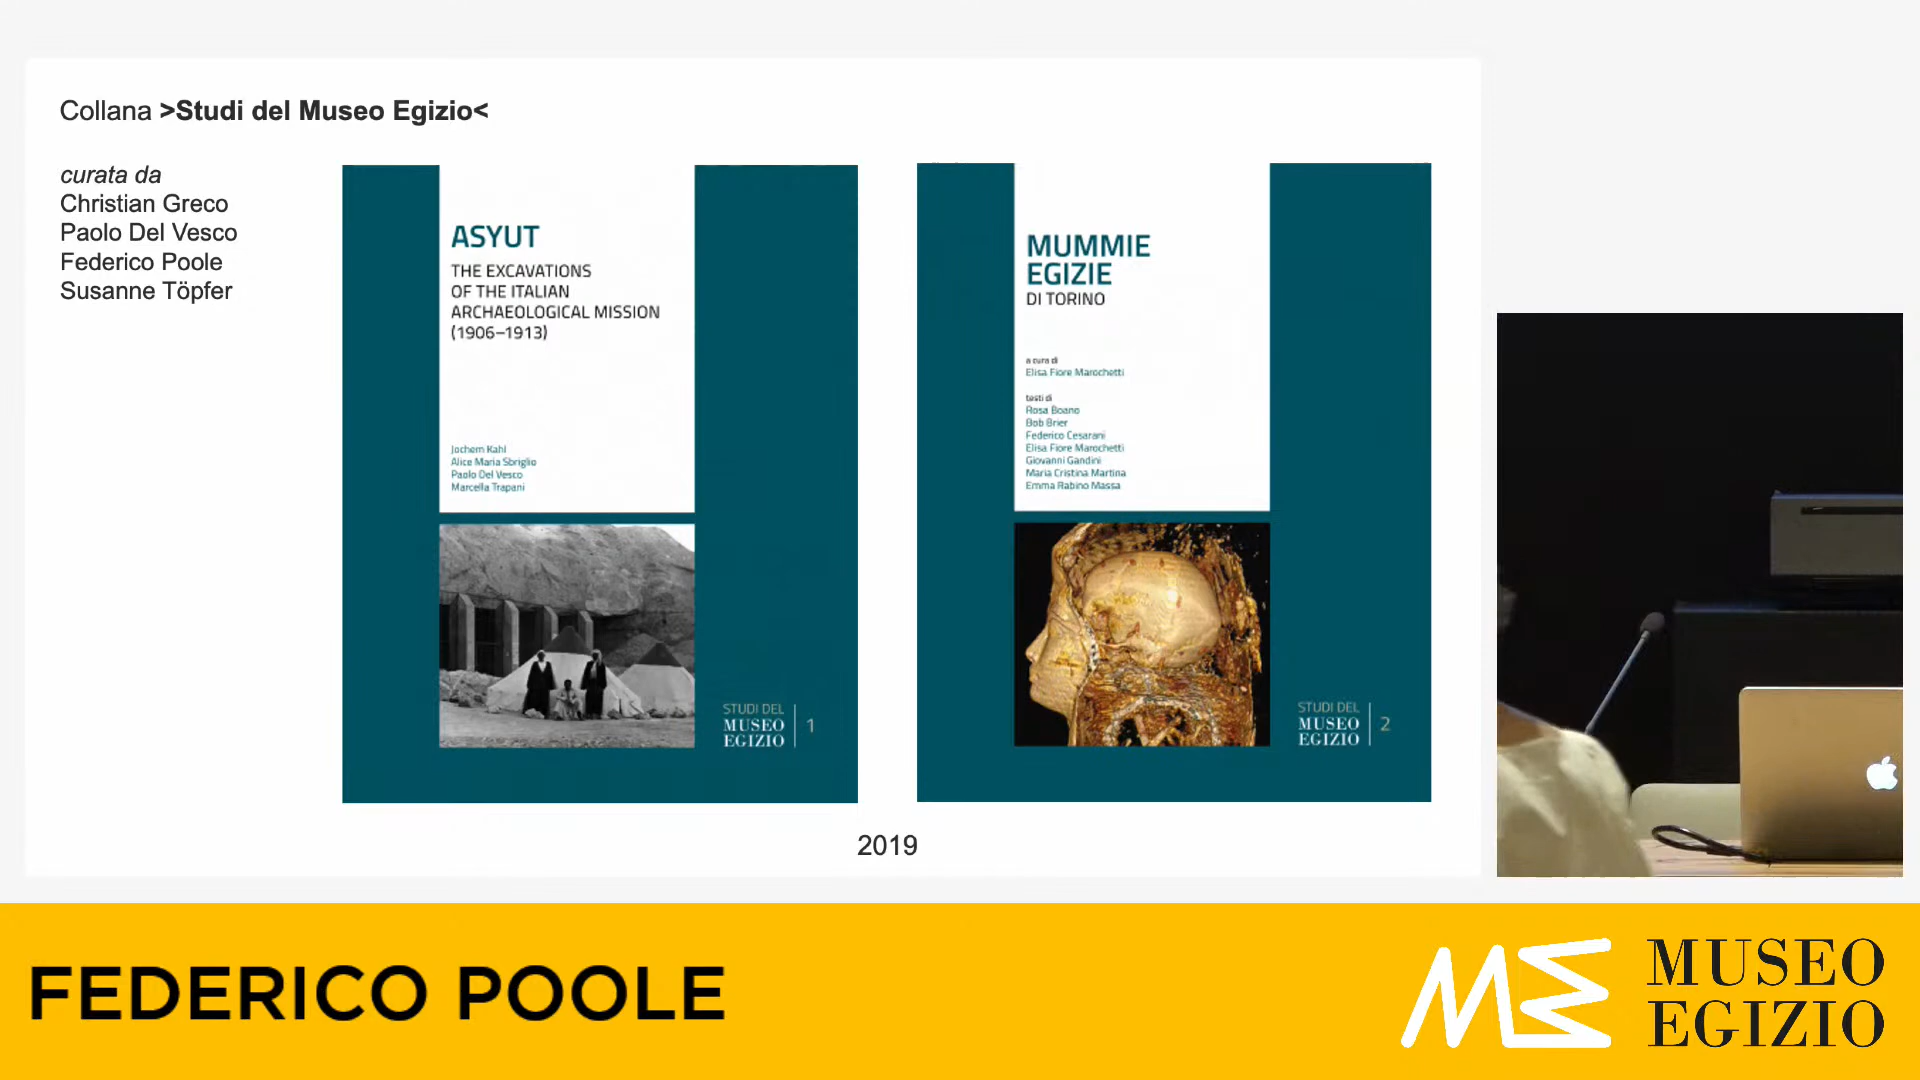 Collana >Studi del Museo Egizio<
curata da
Christian Greco
Paolo Del Vesco
Federico Poole
Susanne Töpfer
ASYUT
THE EXCAVATIONS
OF THE ITALIAN
ARCHAEOLOGICAL MISSION
(1906–1913)
Jochem Kahl
Alice Maria Sbriglio
Paolo Del Vesco
Marcella Trapani
STUDI DEL
MUSEO
EGIZIO
1
MUMMIE
EGIZIE
DI TORINO
a cura di
Elisa Fiore Marochetti
testi di
Rosa Boano
Bob Brier
Federico Cesarani
Elisa Fiore Marochetti
Giovanni Gandini
Maria Cristina Martina
Emma Rabino Massa
STUDI DEL
MUSEO
EGIZIO
2
2019
FEDERICO POOLE
ME
MUSEO
EGIZIO